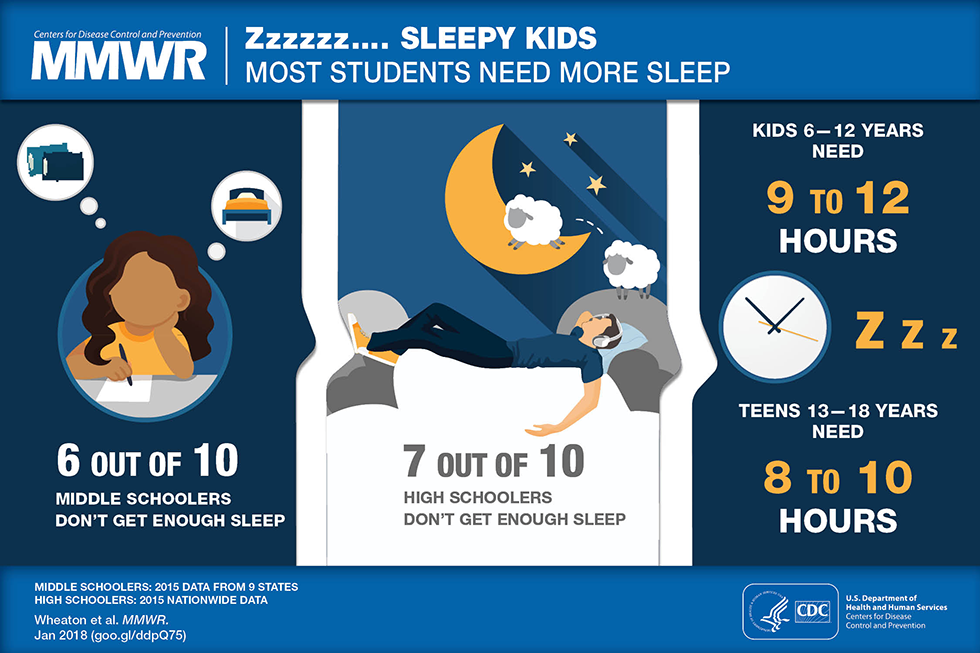 Centers for Disease Control and Prevention
MMWR
Zzzzzz.... SLEEPY KIDS
MOST STUDENTS NEED MORE SLEEP
6 OUT OF 10
MIDDLE SCHOOLERS
DON'T GET ENOUGH SLEEP
7 OUT OF 10
HIGH SCHOOLERS
DON'T GET ENOUGH SLEEP
KIDS 6–12 YEARS
NEED
9 TO 12
HOURS
Z Z Z
TEENS 13–18 YEARS
NEED
8 TO 10
HOURS
MIDDLE SCHOOLERS: 2015 DATA FROM 9 STATES
HIGH SCHOOLERS: 2015 NATIONWIDE DATA
Wheaton et al. MMWR.
Jan 2018 (goo.gl/ddpQ75)
CDC
U.S. Department of
Health and Human Services
Centers for Disease
Control and Prevention